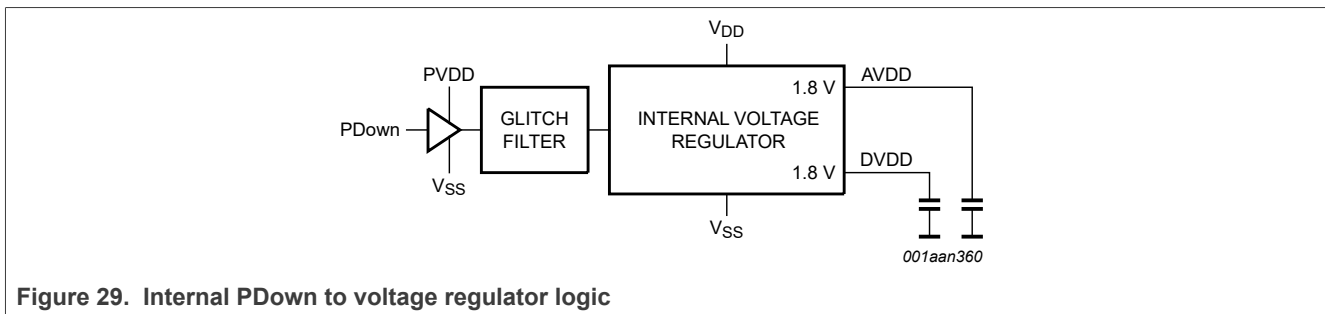 VDD
PVDD
AVDD
1.8 V
PDown
GLITCH
FILTER
INTERNAL VOLTAGE
REGULATOR
DVDD
1.8 V
VSS
VSS
001aan360
Figure 29. Internal PDown to voltage regulator logic